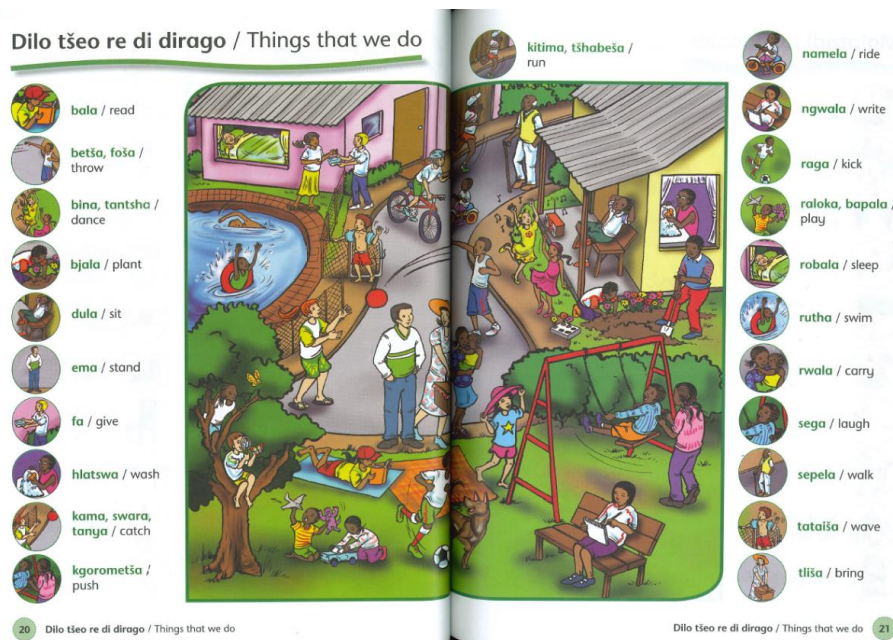 Dilo tšeo re di dirago / Things that we do
bala / read
betša, foša /
throw
bina, tantsha /
dance
bjala / plant
dula / sit
ema / stand
fa / give
hlatswa / wash
kama, swara,
tanya / catch
kgorometša /
push
20 Dilo tšeo re di dirago / Things that we do
kitima, tšhabeša /
run
namela / ride
ngwala / write
raga / kick
raloka, bapala /
play
robala / sleep
rutha / swim
rwala / carry
sega / laugh
sepela / walk
tataiša / wave
tliša / bring
Dilo tšeo re di dirago / Things that we do 21